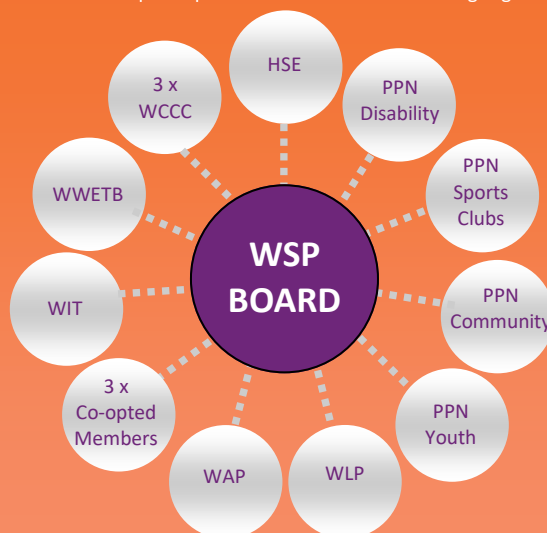 HSE
PPN
Disability
PPN
Sports
Clubs
PPN
Community
PPN
Youth
WLP
WAP
3 x
Co-opted
Members
WIT
WWETB
3 x
WCCC
WSP
BOARD